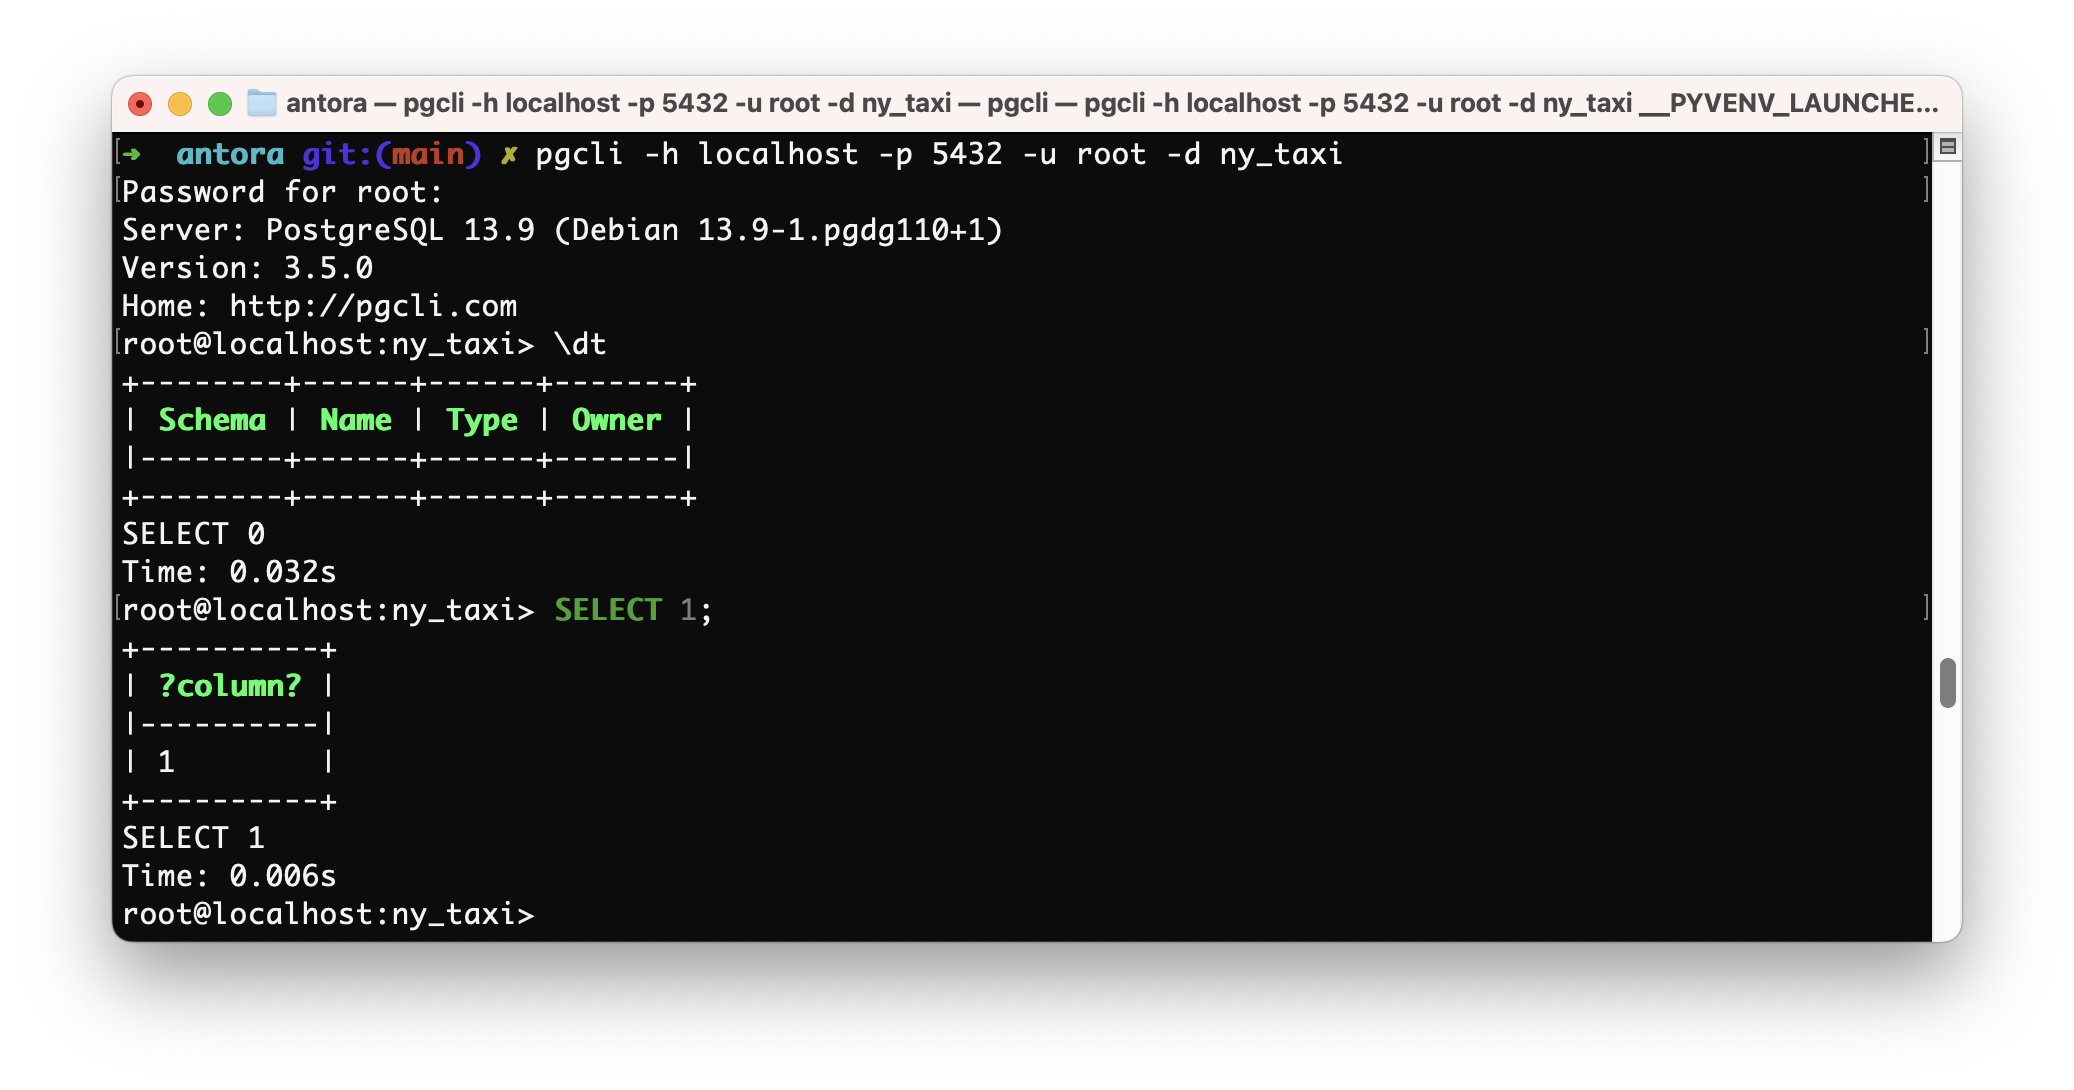 antora — pgcli -h localhost -p 5432 -u root -d ny_taxi — pgcli — pgcli -h localhost -p 5432 -u root -d ny_taxi __PYVENV_LAUNCHE...
➜  antora git:(main) ✗ pgcli -h localhost -p 5432 -u root -d ny_taxi
Password for root:
Server: PostgreSQL 13.9 (Debian 13.9-1.pgdg110+1)
Version: 3.5.0
Home: http://pgcli.com
root@localhost:ny_taxi> \dt
+--------+------+------+-------+
| Schema | Name | Type | Owner |
|--------+------+------+-------|
+--------+------+------+-------+
SELECT 0
Time: 0.032s
root@localhost:ny_taxi> SELECT 1;
+----------+
| ?column? |
|----------|
| 1        |
+----------+
SELECT 1
Time: 0.006s
root@localhost:ny_taxi>